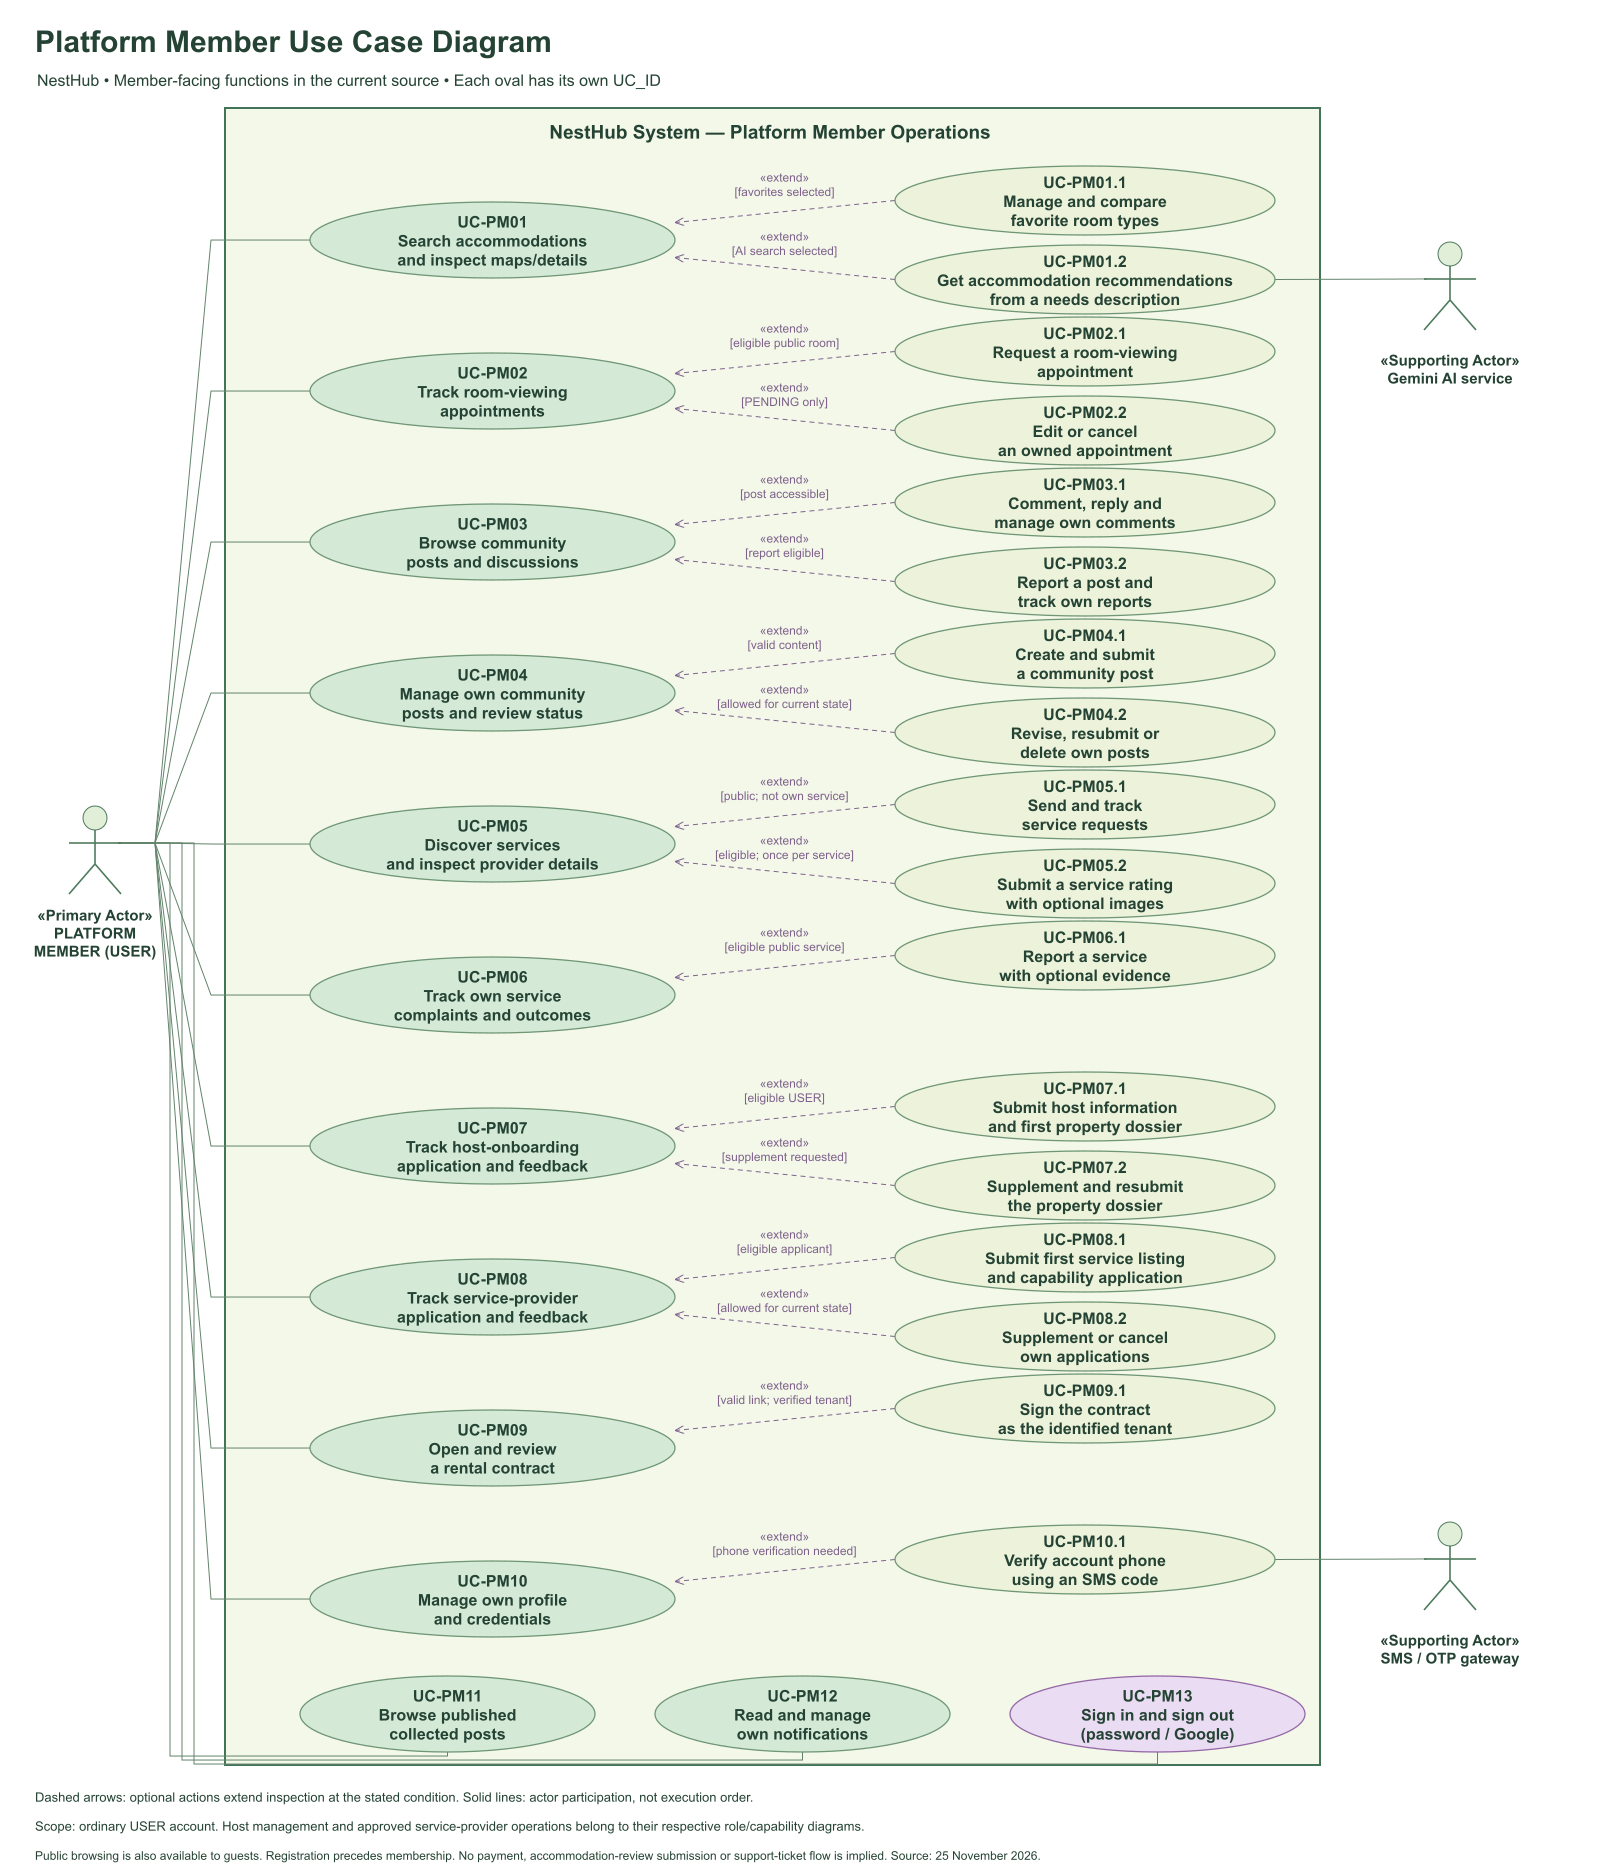 Platform Member Use Case Diagram
NestHub • Member-facing functions in the current source • Each oval has its own UC_ID
NestHub System — Platform Member Operations
UC-PM01
Search accommodations
and inspect maps/details
«extend»
[favorites selected]
UC-PM01.1
Manage and compare
favorite room types
«extend»
[AI search selected]
UC-PM01.2
Get accommodation recommendations
from a needs description
«Supporting Actor»
Gemini AI service
UC-PM02
Track room-viewing
appointments
«extend»
[eligible public room]
UC-PM02.1
Request a room-viewing
appointment
«extend»
[PENDING only]
UC-PM02.2
Edit or cancel
an owned appointment
UC-PM03
Browse community
posts and discussions
«extend»
[post accessible]
UC-PM03.1
Comment, reply and
manage own comments
«extend»
[report eligible]
UC-PM03.2
Report a post and
track own reports
UC-PM04
Manage own community
posts and review status
«extend»
[valid content]
UC-PM04.1
Create and submit
a community post
«extend»
[allowed for current state]
UC-PM04.2
Revise, resubmit or
delete own posts
«Primary Actor»
PLATFORM
MEMBER (USER)
UC-PM05
Discover services
and inspect provider details
«extend»
[public; not own service]
UC-PM05.1
Send and track
service requests
«extend»
[eligible; once per service]
UC-PM05.2
Submit a service rating
with optional images
UC-PM06
Track own service
complaints and outcomes
«extend»
[eligible public service]
UC-PM06.1
Report a service
with optional evidence
UC-PM07
Track host-onboarding
application and feedback
«extend»
[eligible USER]
UC-PM07.1
Submit host information
and first property dossier
«extend»
[supplement requested]
UC-PM07.2
Supplement and resubmit
the property dossier
UC-PM08
Track service-provider
application and feedback
«extend»
[eligible applicant]
UC-PM08.1
Submit first service listing
and capability application
«extend»
[allowed for current state]
UC-PM08.2
Supplement or cancel
own applications
UC-PM09
Open and review
a rental contract
«extend»
[valid link; verified tenant]
UC-PM09.1
Sign the contract
as the identified tenant
UC-PM10
Manage own profile
and credentials
«extend»
[phone verification needed]
UC-PM10.1
Verify account phone
using an SMS code
«Supporting Actor»
SMS / OTP gateway
UC-PM11
Browse published
collected posts
UC-PM12
Read and manage
own notifications
UC-PM13
Sign in and sign out
(password / Google)
Dashed arrows: optional actions extend inspection at the stated condition. Solid lines: actor participation, not execution order.
Scope: ordinary USER account. Host management and approved service-provider operations belong to their respective role/capability diagrams.
Public browsing is also available to guests. Registration precedes membership. No payment, accommodation-review submission or support-ticket flow is implied. Source: 25 November 2026.